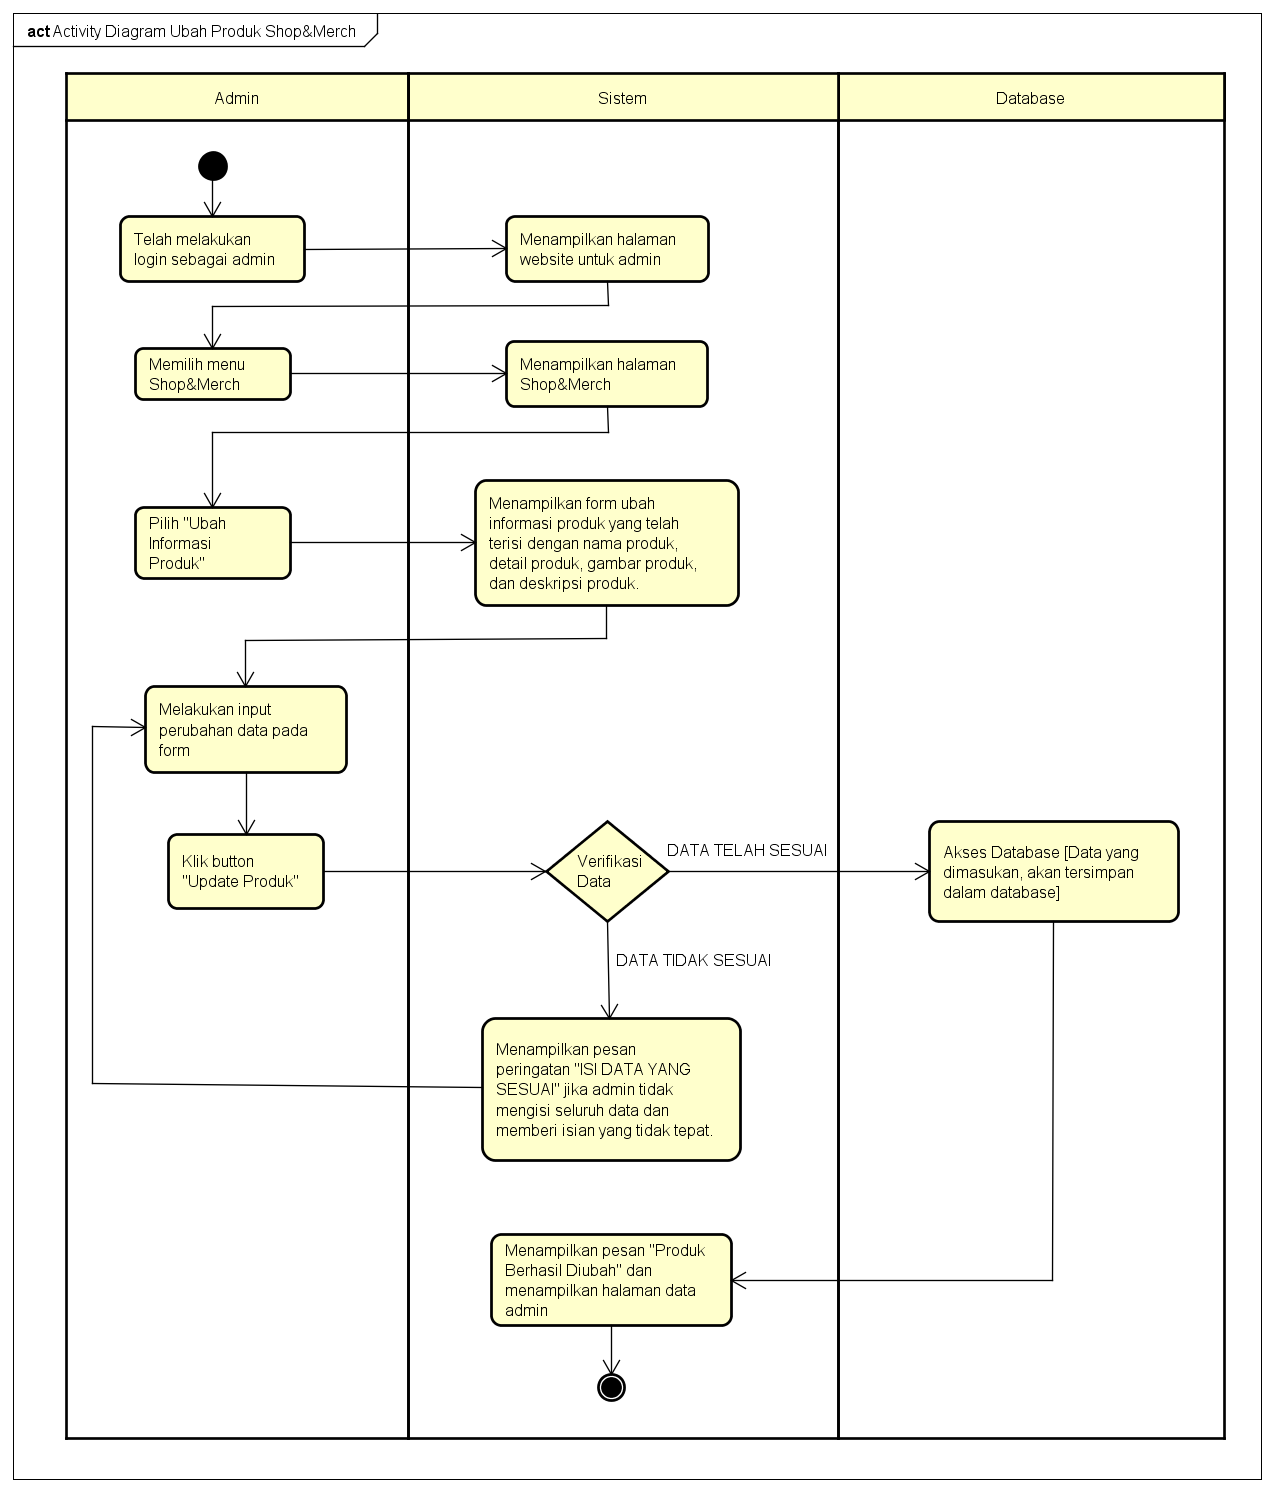 act Activity Diagram Ubah Produk Shop&Merch
Admin
Sistem
Database
Telah melakukan
login sebagai admin
Menampilkan halaman
website untuk admin
Memilih menu
Shop&Merch
Menampilkan halaman
Shop&Merch
Pilih "Ubah
Informasi
Produk"
Menampilkan form ubah
informasi produk yang telah
terisi dengan nama produk,
detail produk, gambar produk,
dan deskripsi produk.
Melakukan input
perubahan data pada
form
Klik button
"Update Produk"
Verifikasi
Data
DATA TELAH SESUAI
Akses Database [Data yang
dimasukan, akan tersimpan
dalam database]
DATA TIDAK SESUAI
Menampilkan pesan
peringatan "ISI DATA YANG
SESUAI" jika admin tidak
mengisi seluruh data dan
memberi isian yang tidak tepat.
Menampilkan pesan "Produk
Berhasil Diubah" dan
menampilkan halaman data
admin